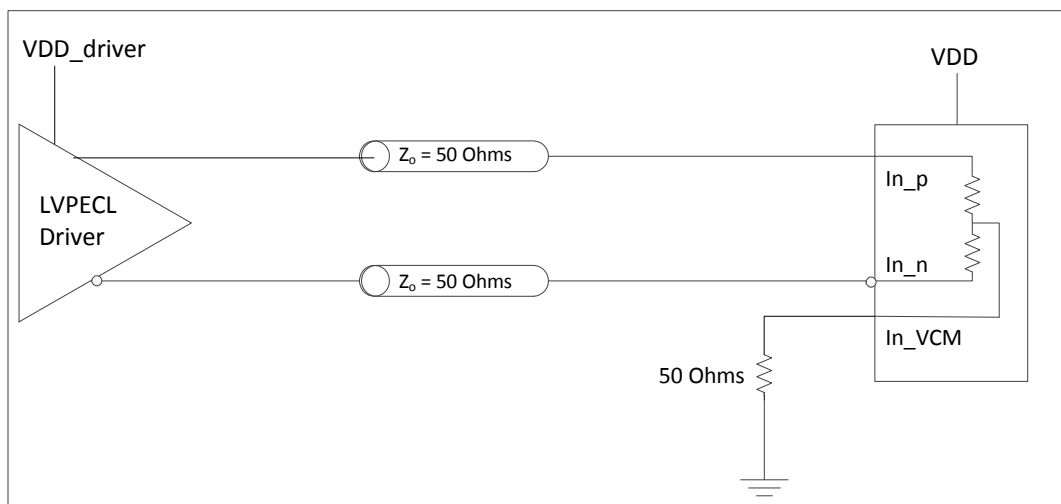 VDD_driver
VDD
Zₒ = 50 Ohms
In_p
LVPECL
Driver
In_n
Zₒ = 50 Ohms
In_VCM
50 Ohms